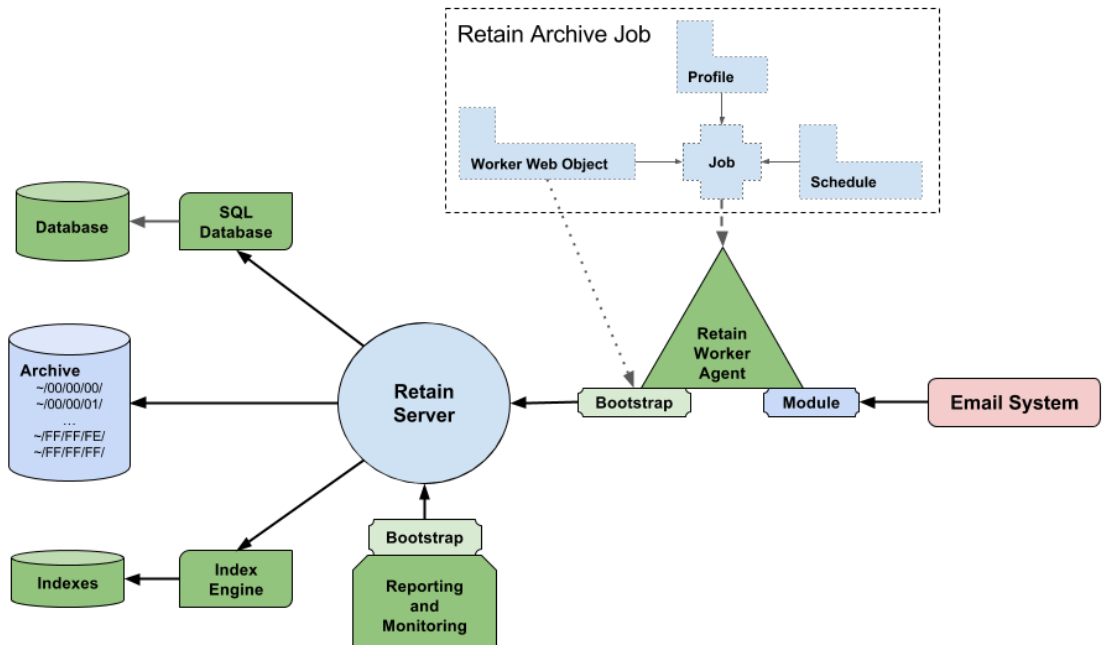 Retain Archive Job
Profile
Worker Web Object
Job
Schedule
Database
SQL
Database
Archive
~/00/00/00/
~/00/00/01/
...
~/FF/FF/FE/
~/FF/FF/FF/
Retain
Server
Retain
Worker
Agent
Bootstrap
Module
Email System
Bootstrap
Indexes
Index
Engine
Reporting
and
Monitoring